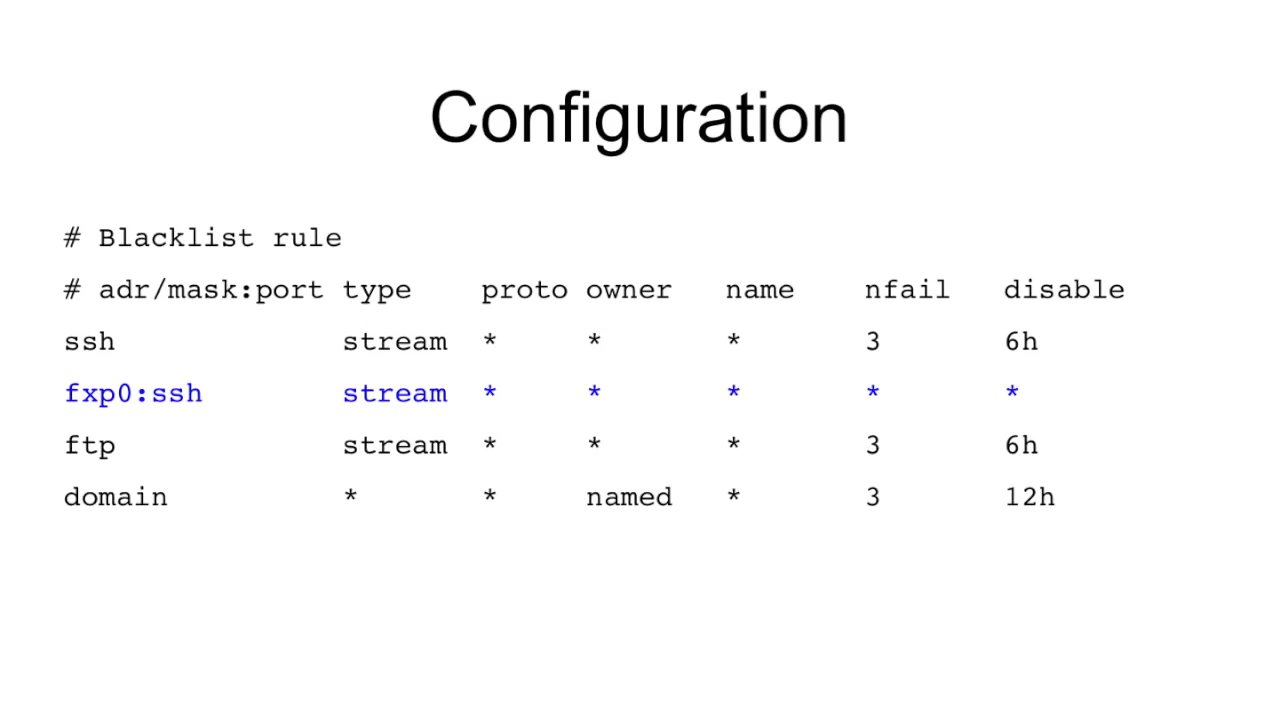 Configuration
# Blacklist rule
# adr/mask:port type proto owner name nfail disable
ssh stream * * * 3 6h
fxp0:ssh stream * * * * *
ftp stream * * * 3 6h
domain * * named * 3 12h